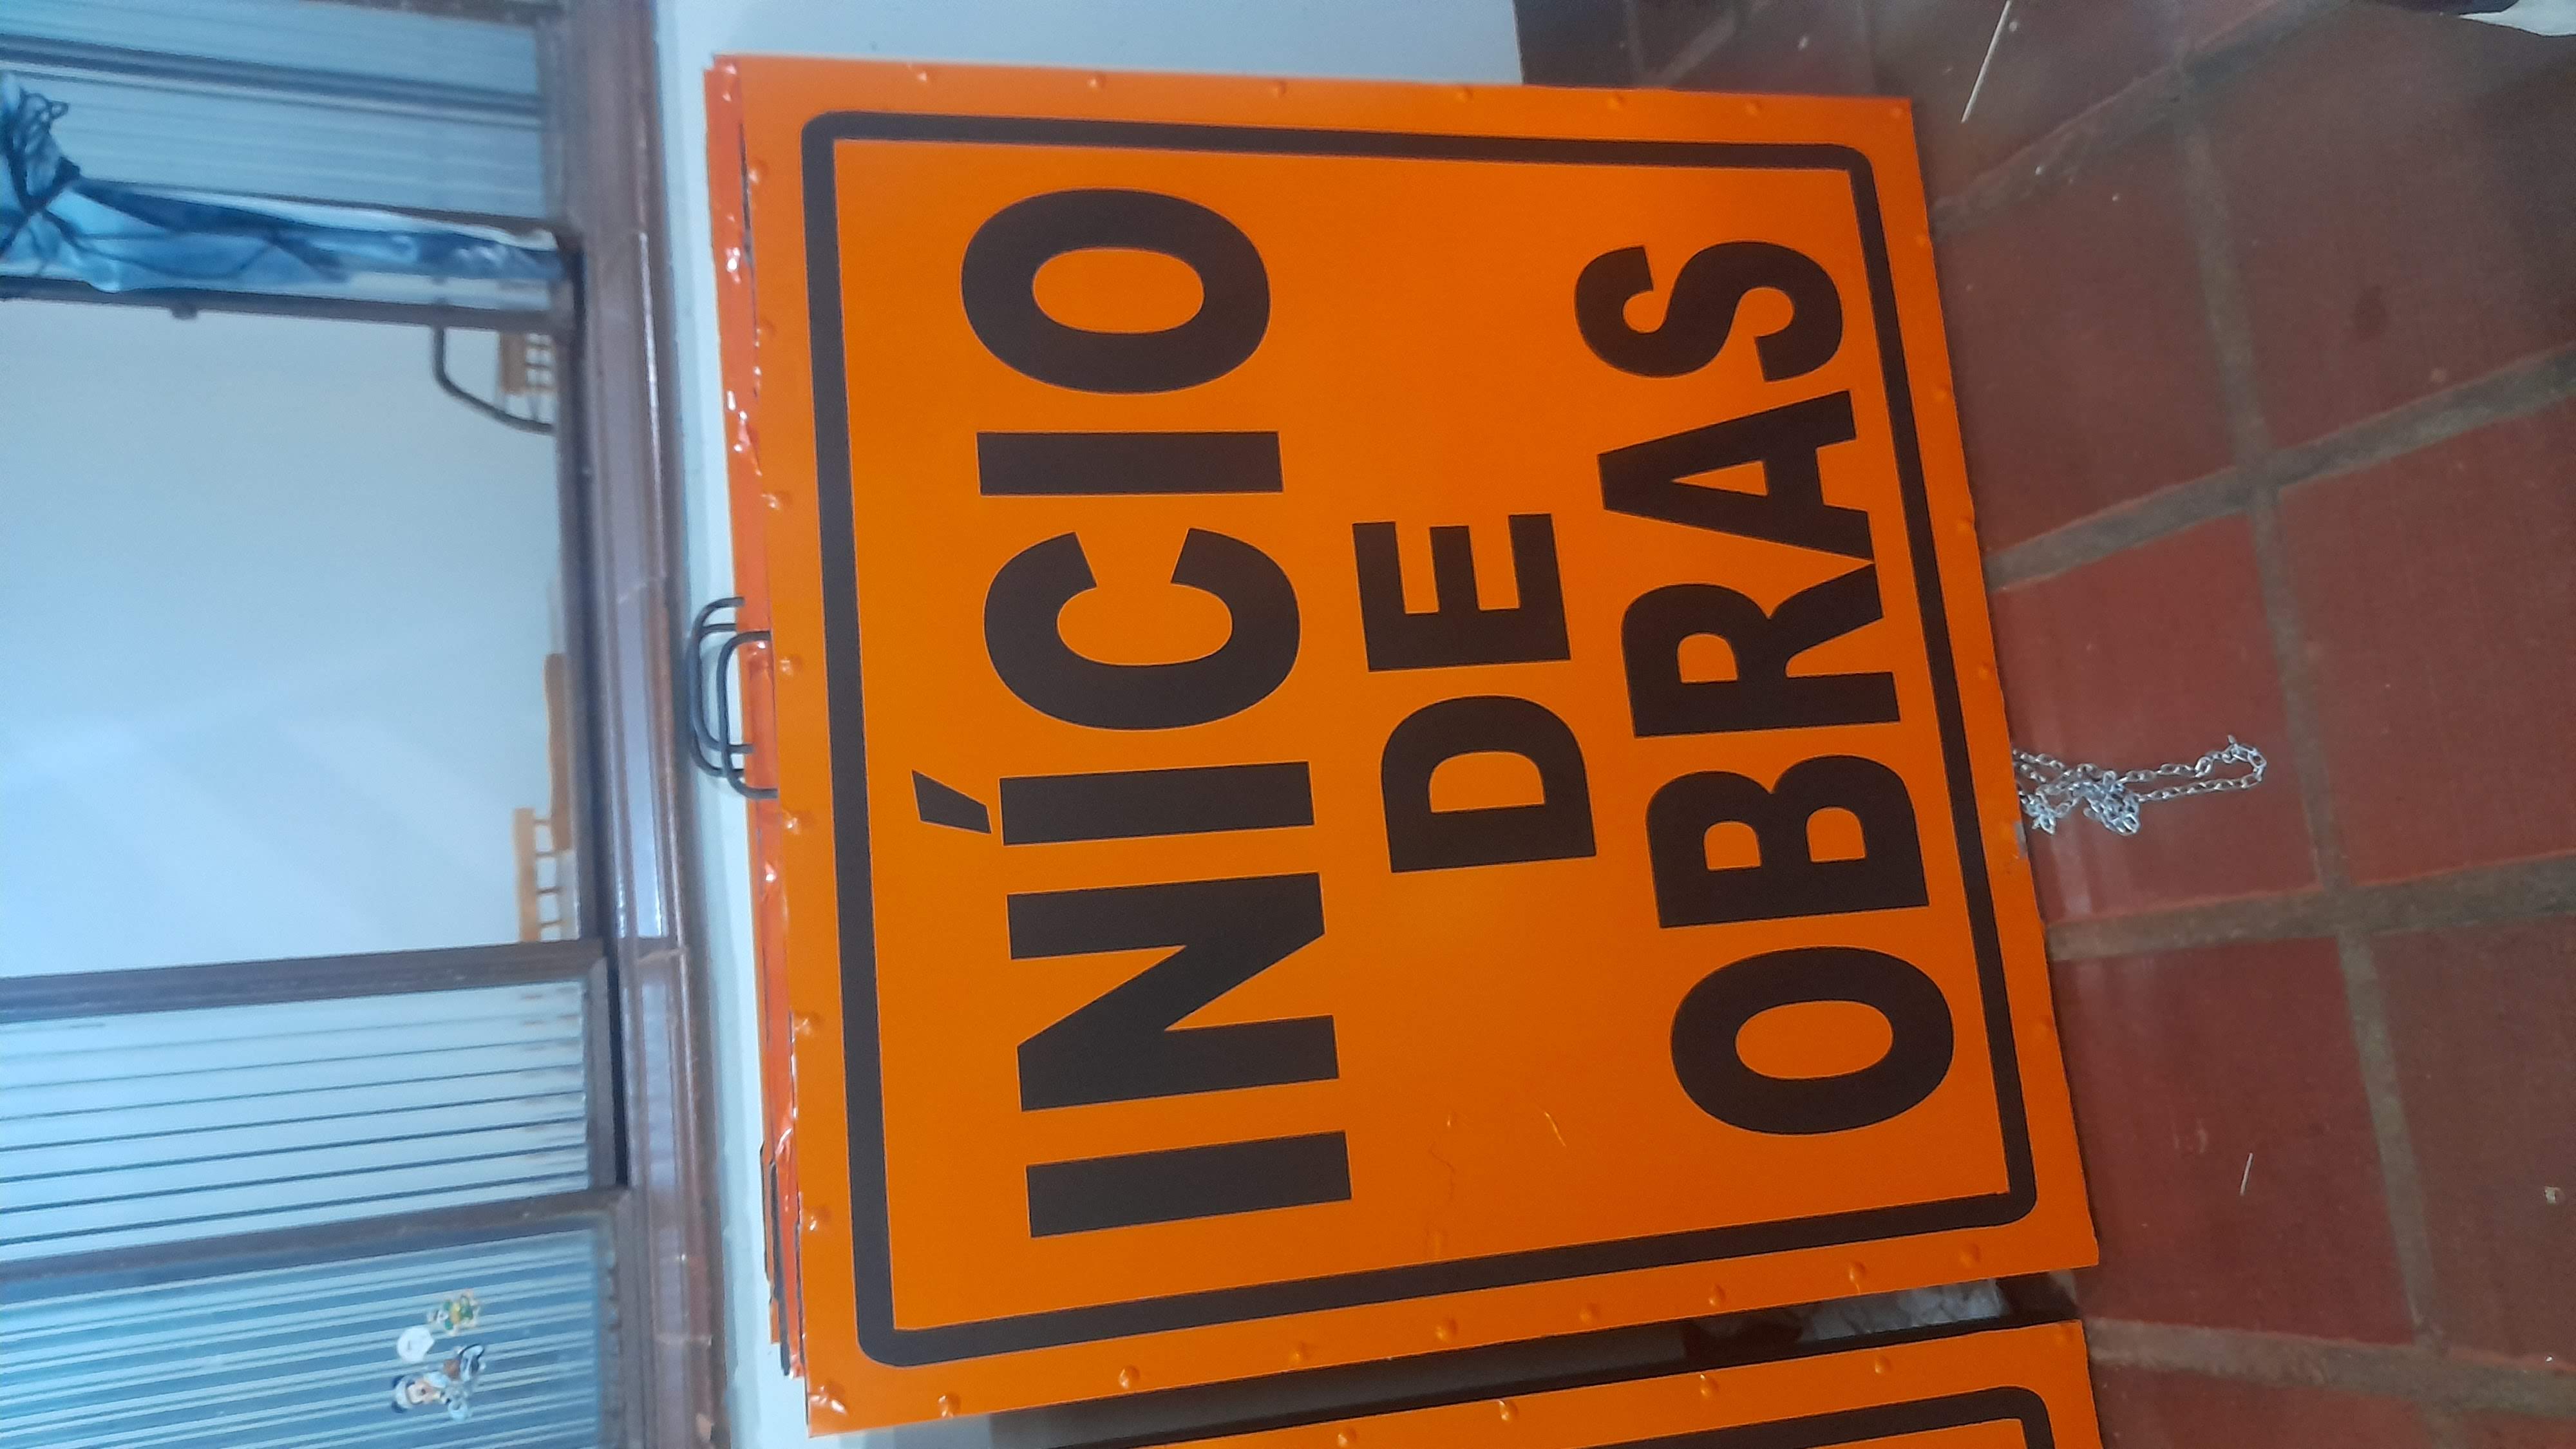 INÍCIO
DE
OBRAS